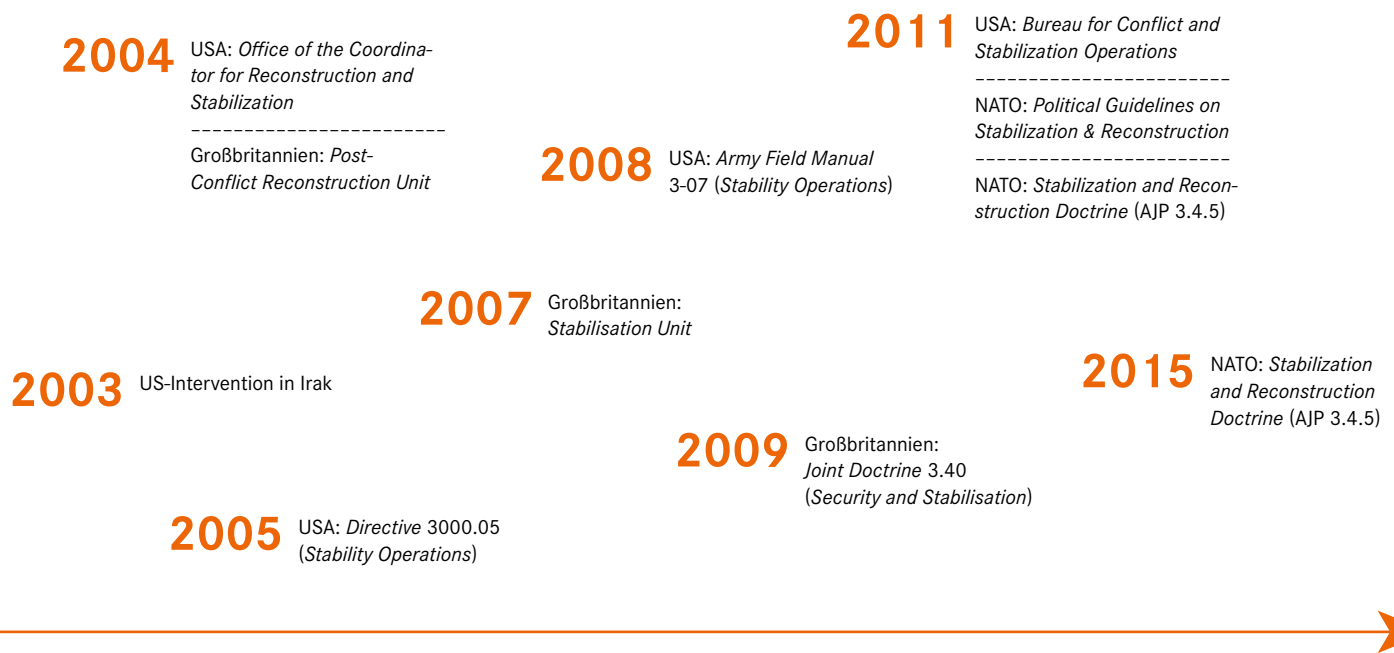 2004
USA: Office of the Coordina-
tor for Reconstruction and
Stabilization
Großbritannien: Post-
Conflict Reconstruction Unit
2011
USA: Bureau for Conflict and
Stabilization Operations
NATO: Political Guidelines on
Stabilization & Reconstruction
NATO: Stabilization and Recon-
struction Doctrine (AJP 3.4.5)
2008
USA: Army Field Manual
3-07 (Stability Operations)
2007
Großbritannien:
Stabilisation Unit
2003
US-Intervention in Irak
2015
NATO: Stabilization
and Reconstruction
Doctrine (AJP 3.4.5)
2009
Großbritannien:
Joint Doctrine 3.40
(Security and Stabilisation)
2005
USA: Directive 3000.05
(Stability Operations)